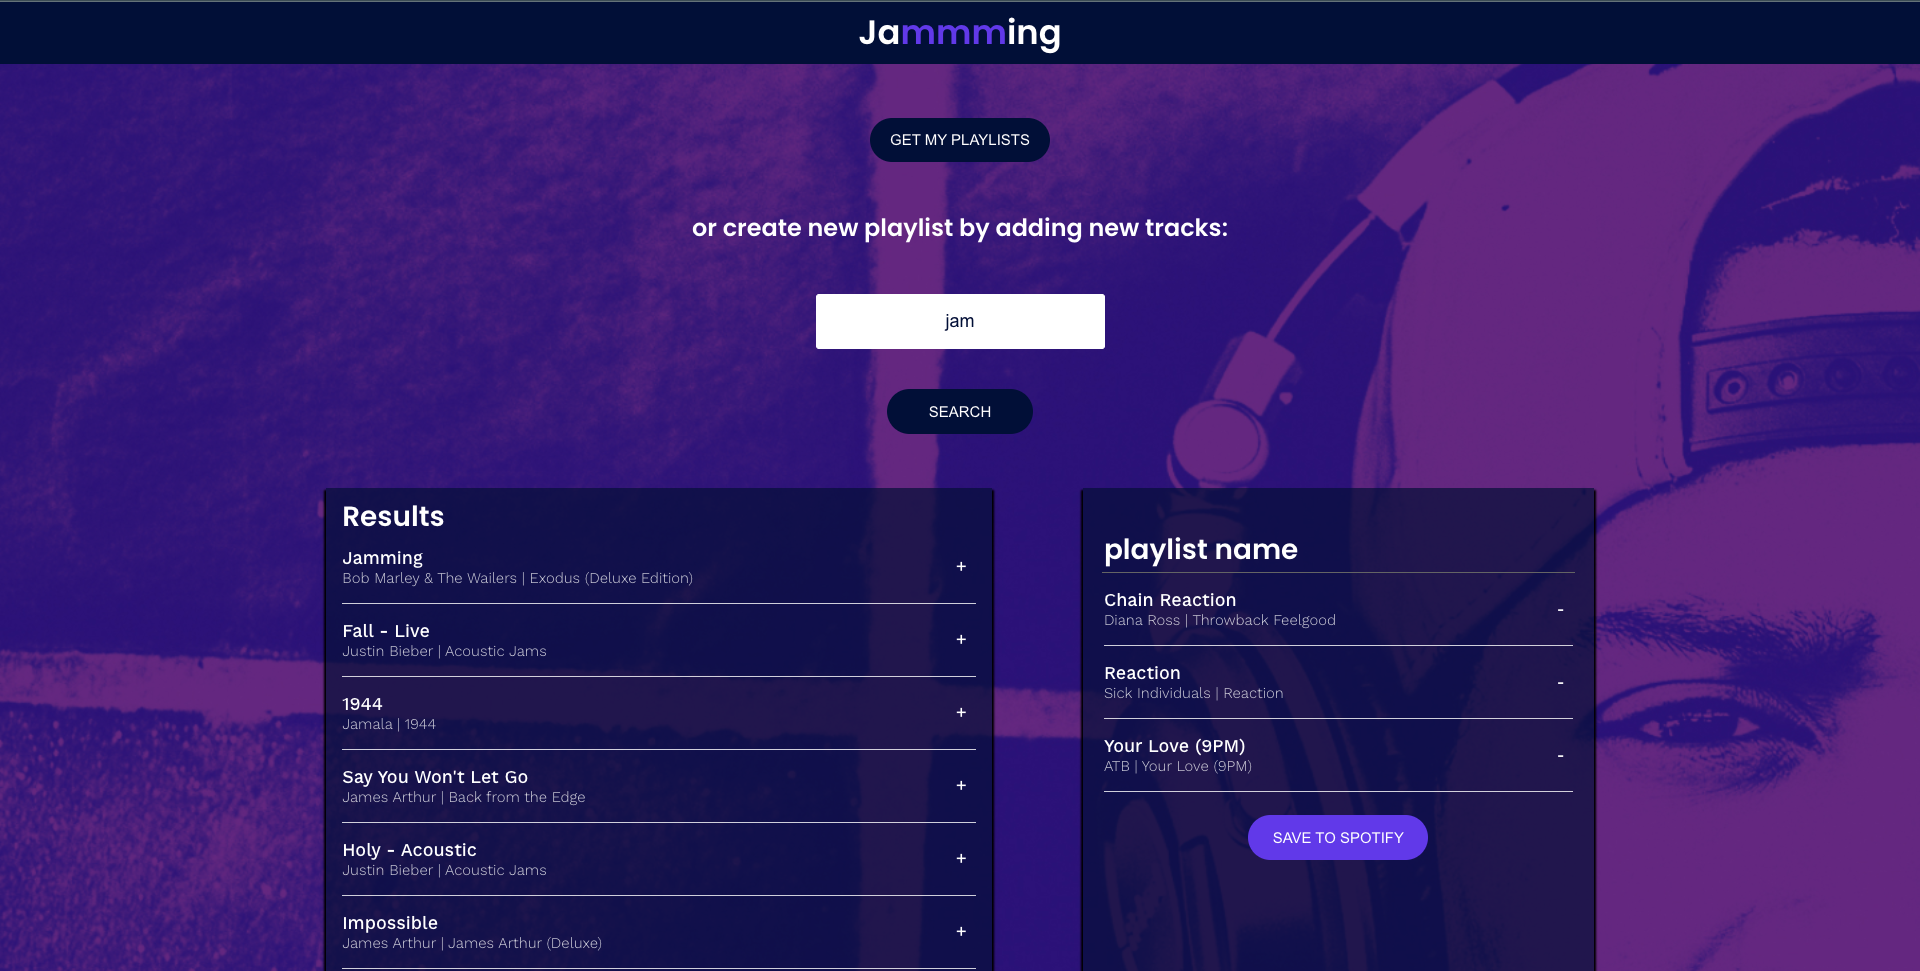 Jammming
GET MY PLAYLISTS
or create new playlist by adding new tracks:
jam
SEARCH
Results
Jamming
+
Bob Marley & The Wailers | Exodus (Deluxe Edition)
Fall - Live
+
Justin Bieber | Acoustic Jams
1944
+
Jamala | 1944
Say You Won't Let Go
+
James Arthur | Back from the Edge
Holy - Acoustic
+
Justin Bieber | Acoustic Jams
Impossible
+
James Arthur | James Arthur (Deluxe)
playlist name
Chain Reaction
-
Diana Ross | Throwback Feelgood
Reaction
-
Sick Individuals | Reaction
Your Love (9PM)
-
ATB | Your Love (9PM)
SAVE TO SPOTIFY